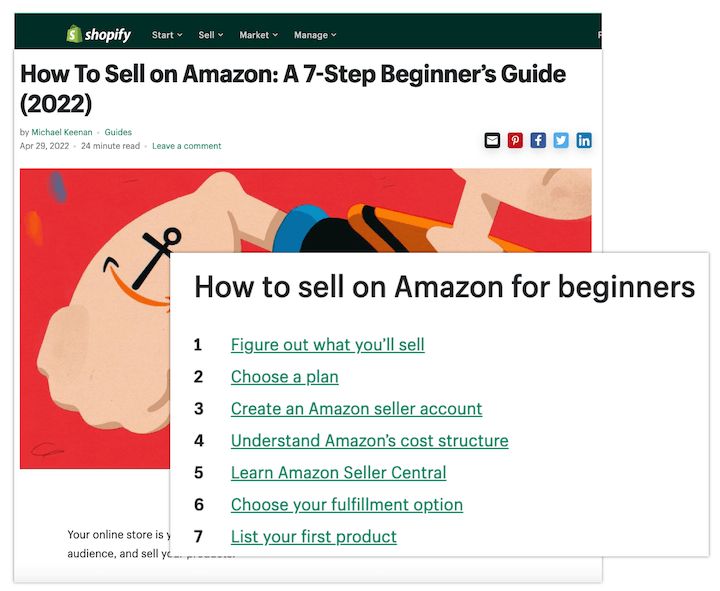 shopify Start Sell Market Manage
How To Sell on Amazon: A 7-Step Beginner's Guide
(2022)
by Michael Keenan · Guides
Apr 29, 2022 · 24 minute read · Leave a comment
How to sell on Amazon for beginners
1 Figure out what you'll sell
2 Choose a plan
3 Create an Amazon seller account
4 Understand Amazon's cost structure
5 Learn Amazon Seller Central
6 Choose your fulfillment option
7 List your first product
Your online store is
audience, and sell your products.